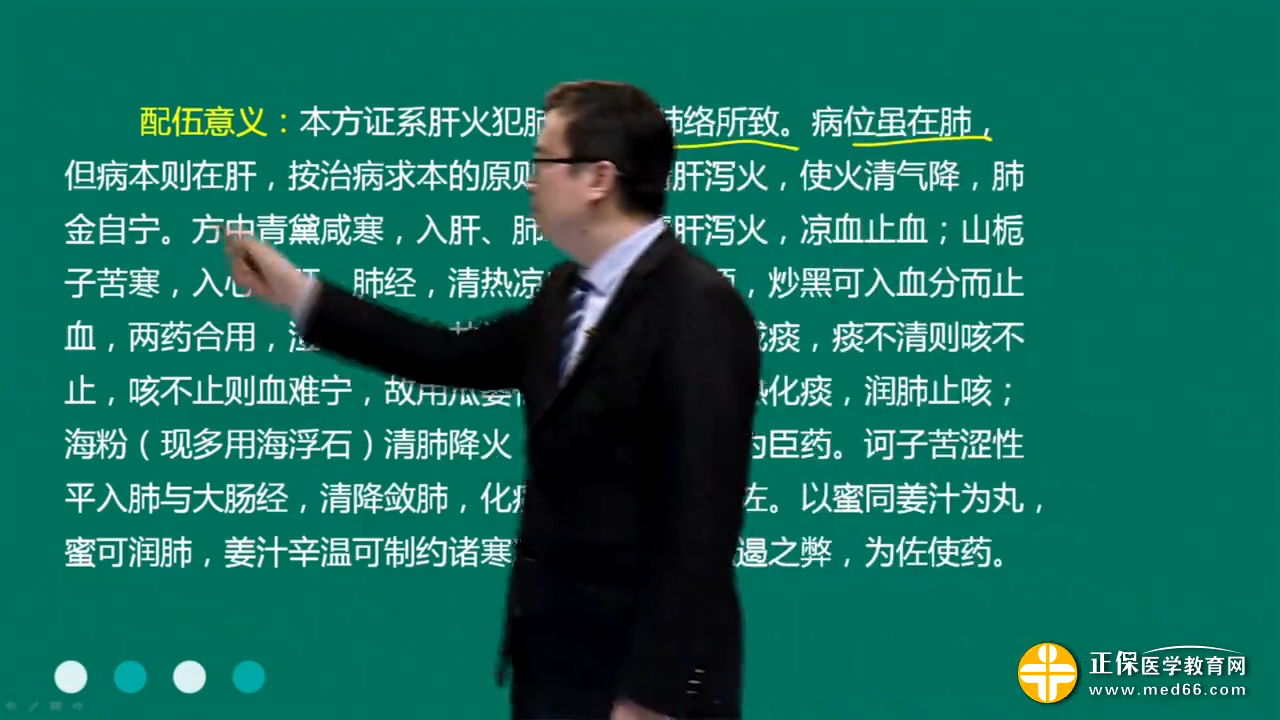 配伍意义：本方证系肝火犯肺 络所致。病位虽在肺，
但病本则在肝，按治病求本的原则 肝泻火，使火清气降，肺
金自宁。方中青黛咸寒，入肝、肺 肝泻火，凉血止血；山栀
子苦寒，入心 肝、肺经，清热凉 ，炒黑可入血分而止
血，两药合用， 痰，痰不清则咳不
止，咳不止则血难宁，故用瓜蒌 化痰，润肺止咳；
海粉（现多用海浮石）清肺降火 为臣药。诃子苦涩性
平入肺与大肠经，清降敛肺，化 佐。以蜜同姜汁为丸，
蜜可润肺，姜汁辛温可制约诸寒 遏之弊，为佐使药。
正保医学教育网
www.med66.com